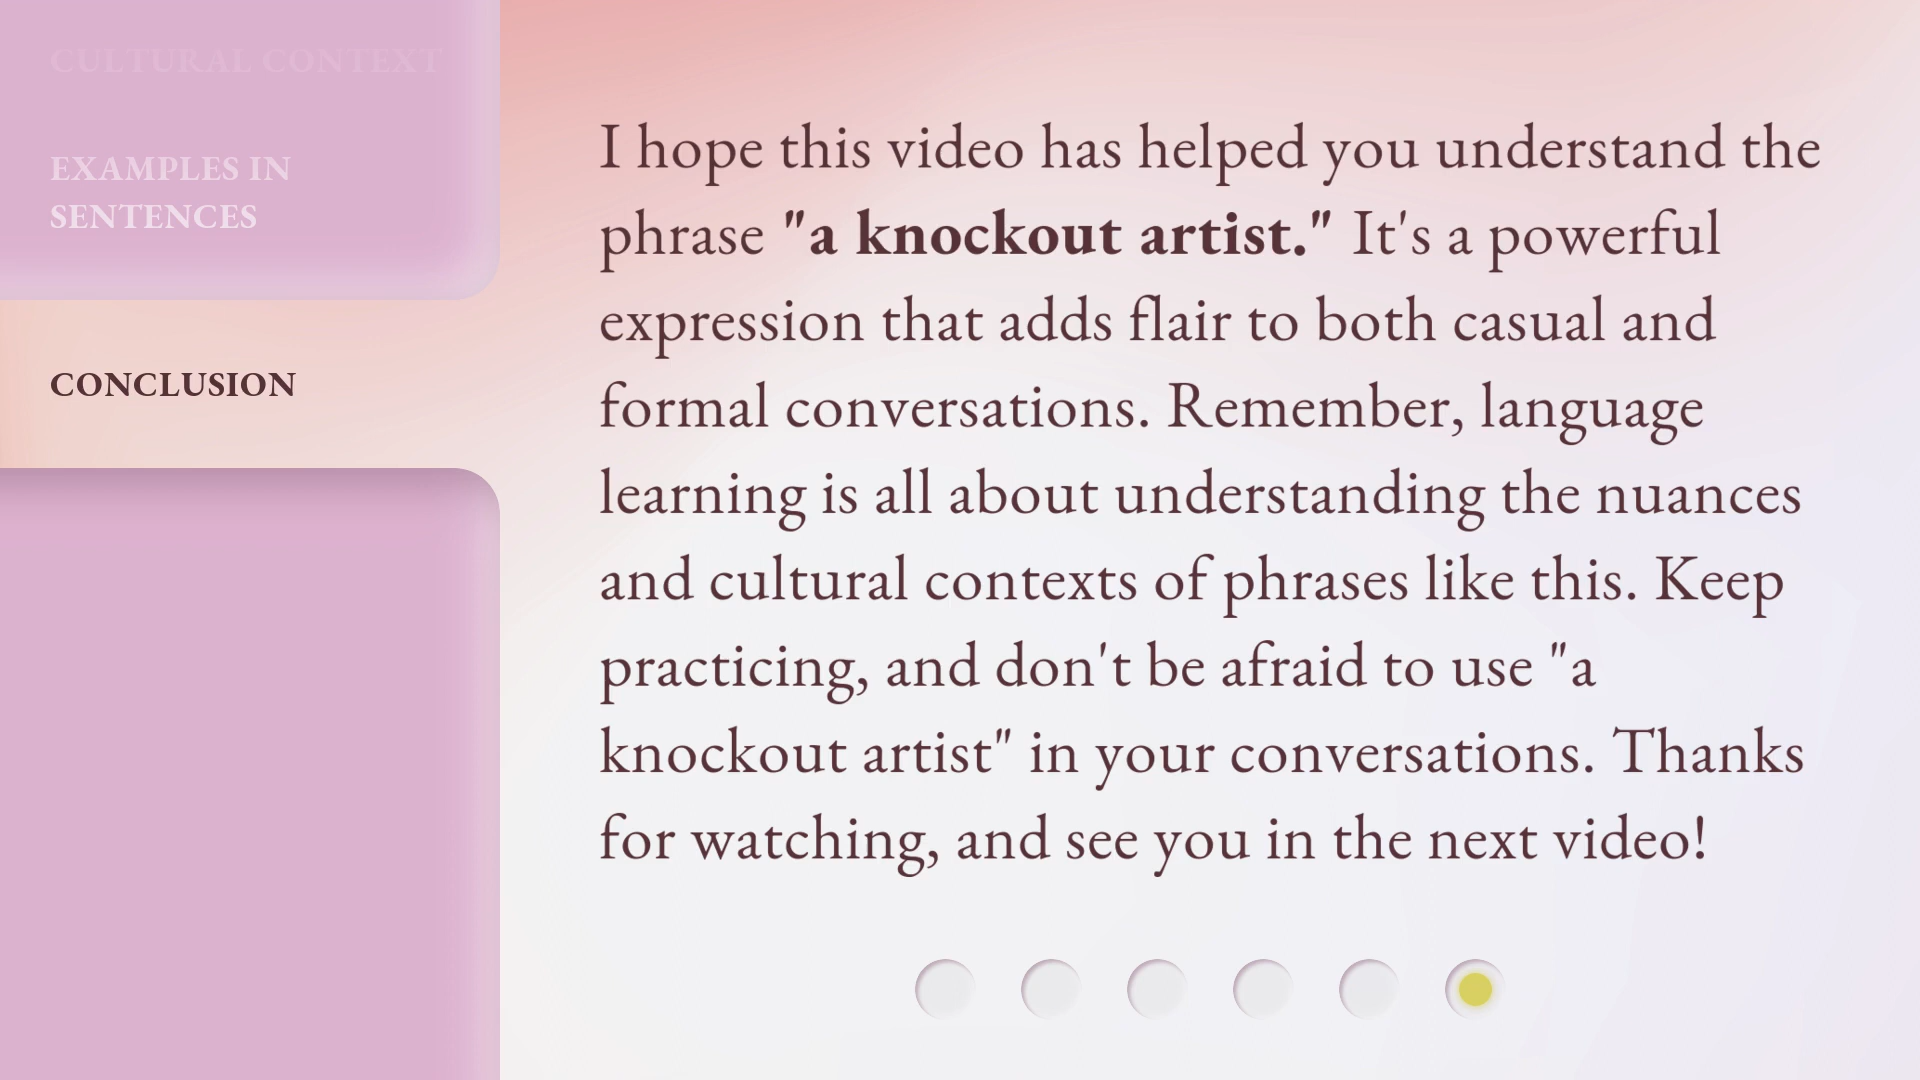 CULTURAL CONTEXT
EXAMPLES IN
SENTENCES
CONCLUSION
I hope this video has helped you understand the
phrase "a knockout artist." It's a powerful
expression that adds flair to both casual and
formal conversations. Remember, language
learning is all about understanding the nuances
and cultural contexts of phrases like this. Keep
practicing, and don't be afraid to use "a
knockout artist" in your conversations. Thanks
for watching, and see you in the next video!